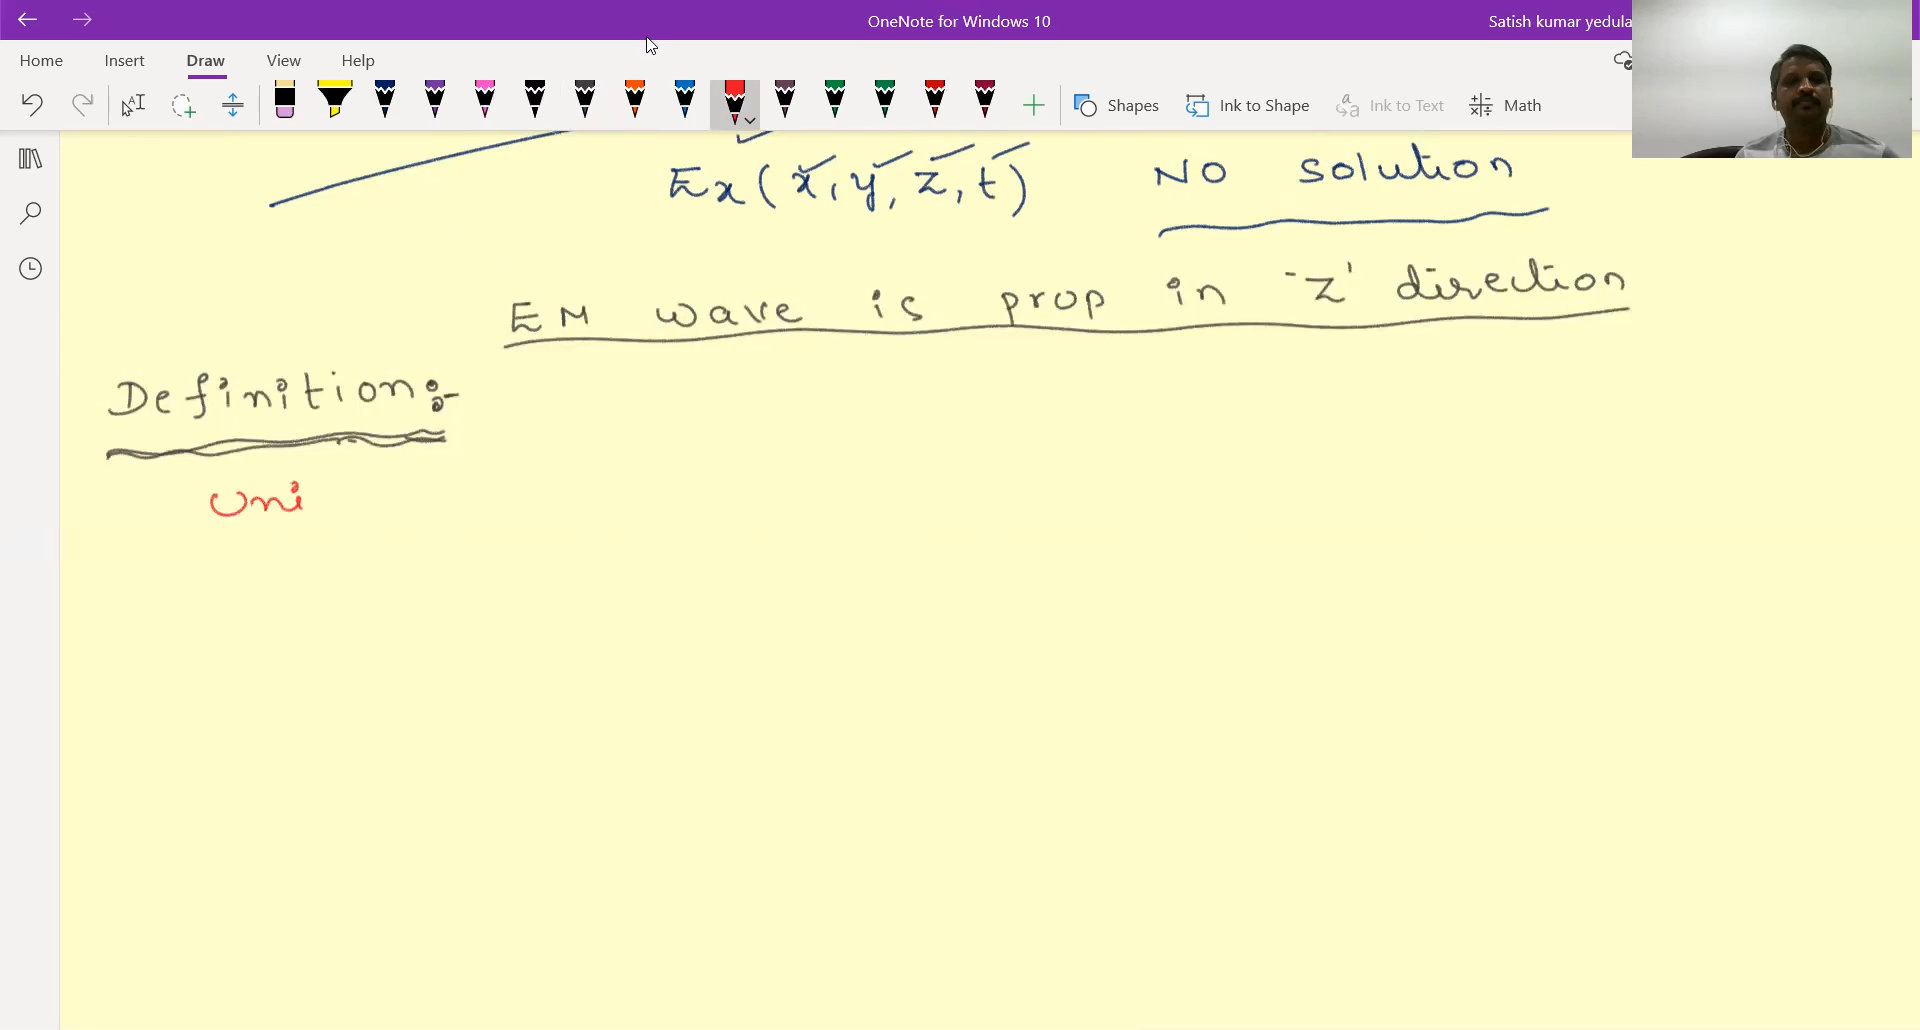 OneNote for Windows 10
Satish kumar yedula
Home Insert Draw View Help
Shapes Ink to Shape Ink to Text Math
Ex(x, y, z, t) NO solution
EM wave is prop in 'Z' direction
Definition:-
Uni